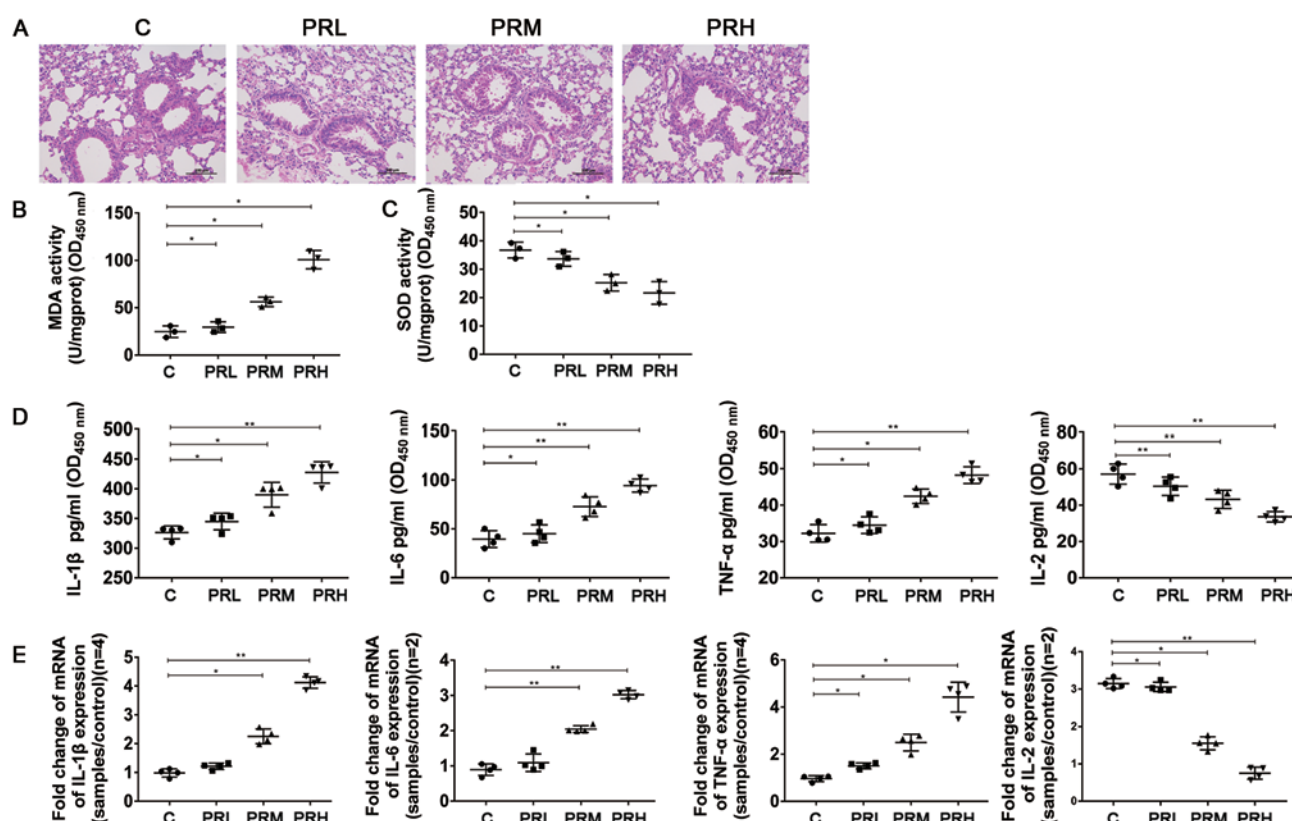 A
C PRL PRM PRH
B
MDA activity
(U/mgprot) (OD450 nm)
150
100
50
0
* * *
C PRL PRM PRH
C
SOD activity
(U/mgprot) (OD450 nm)
50
40
30
20
10
0
* * *
C PRL PRM PRH
D
IL-1β pg/ml (OD450 nm)
500
450
400
350
300
250
** * *
C PRL PRM PRH
IL-6 pg/ml (OD450 nm)
150
100
50
0
** ** *
C PRL PRM PRH
TNF-α pg/ml (OD450 nm)
60
50
40
30
20
** * *
C PRL PRM PRH
IL-2 pg/ml (OD450 nm)
80
60
40
20
0
** ** **
C PRL PRM PRH
E
Fold change of mRNA
of IL-1β expression
(samples/control)(n=4)
5
4
3
2
1
0
** *
C PRL PRM PRH
Fold change of mRNA
of IL-6 expression
(samples/control)(n=2)
4
3
2
1
0
** **
C PRL PRM PRH
Fold change of mRNA
of TNF-α expression
(samples/control)(n=4)
6
4
2
0
* * *
C PRL PRM PRH
Fold change of mRNA
of IL-2 expression
(samples/control)(n=2)
4
3
2
1
0
** * *
C PRL PRM PRH